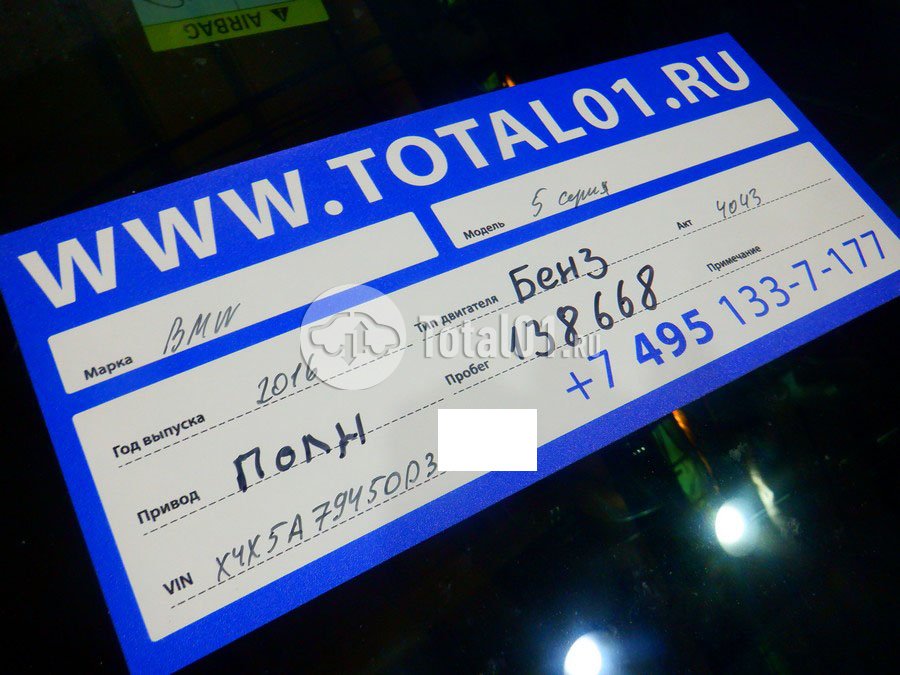 AIRBAG
WWW.TOTAL01.RU
Марка BMW Модель 5 серия
Год выпуска 2016 Тип двигателя Бенз Акт 4043
Привод Полн Пробег 138668 Примечание
Total01.ru
+7 495 133-7-177
VIN X4X5A79450D3